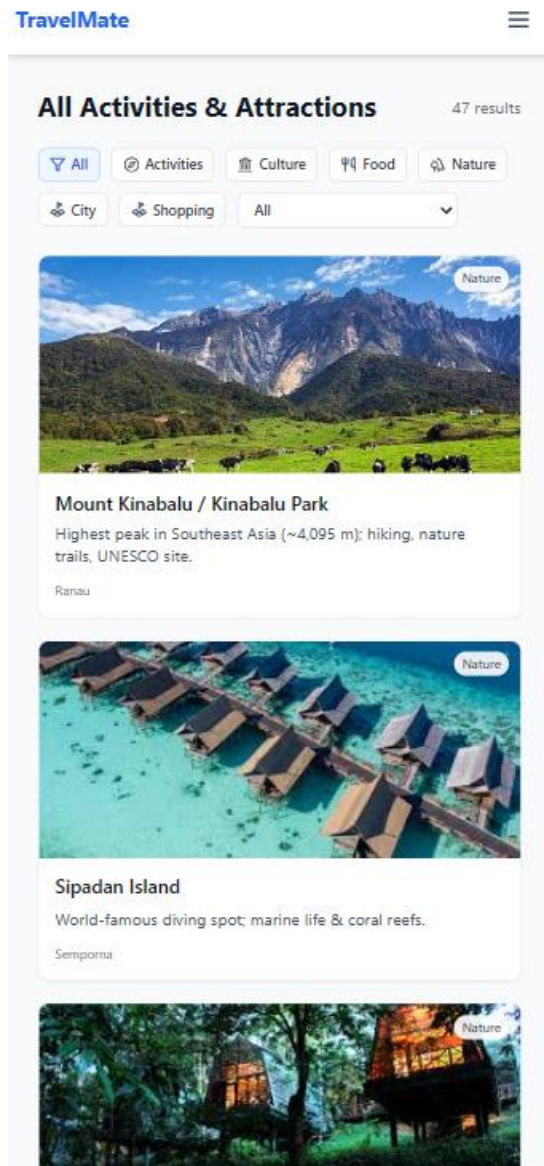 TravelMate
All Activities & Attractions
47 results
All
Activities
Culture
Food
Nature
City
Shopping
All
Nature
Mount Kinabalu / Kinabalu Park
Highest peak in Southeast Asia (~4,095 m); hiking, nature
trails, UNESCO site.
Ranau
Nature
Sipadan Island
World-famous diving spot; marine life & coral reefs.
Semporna
Nature